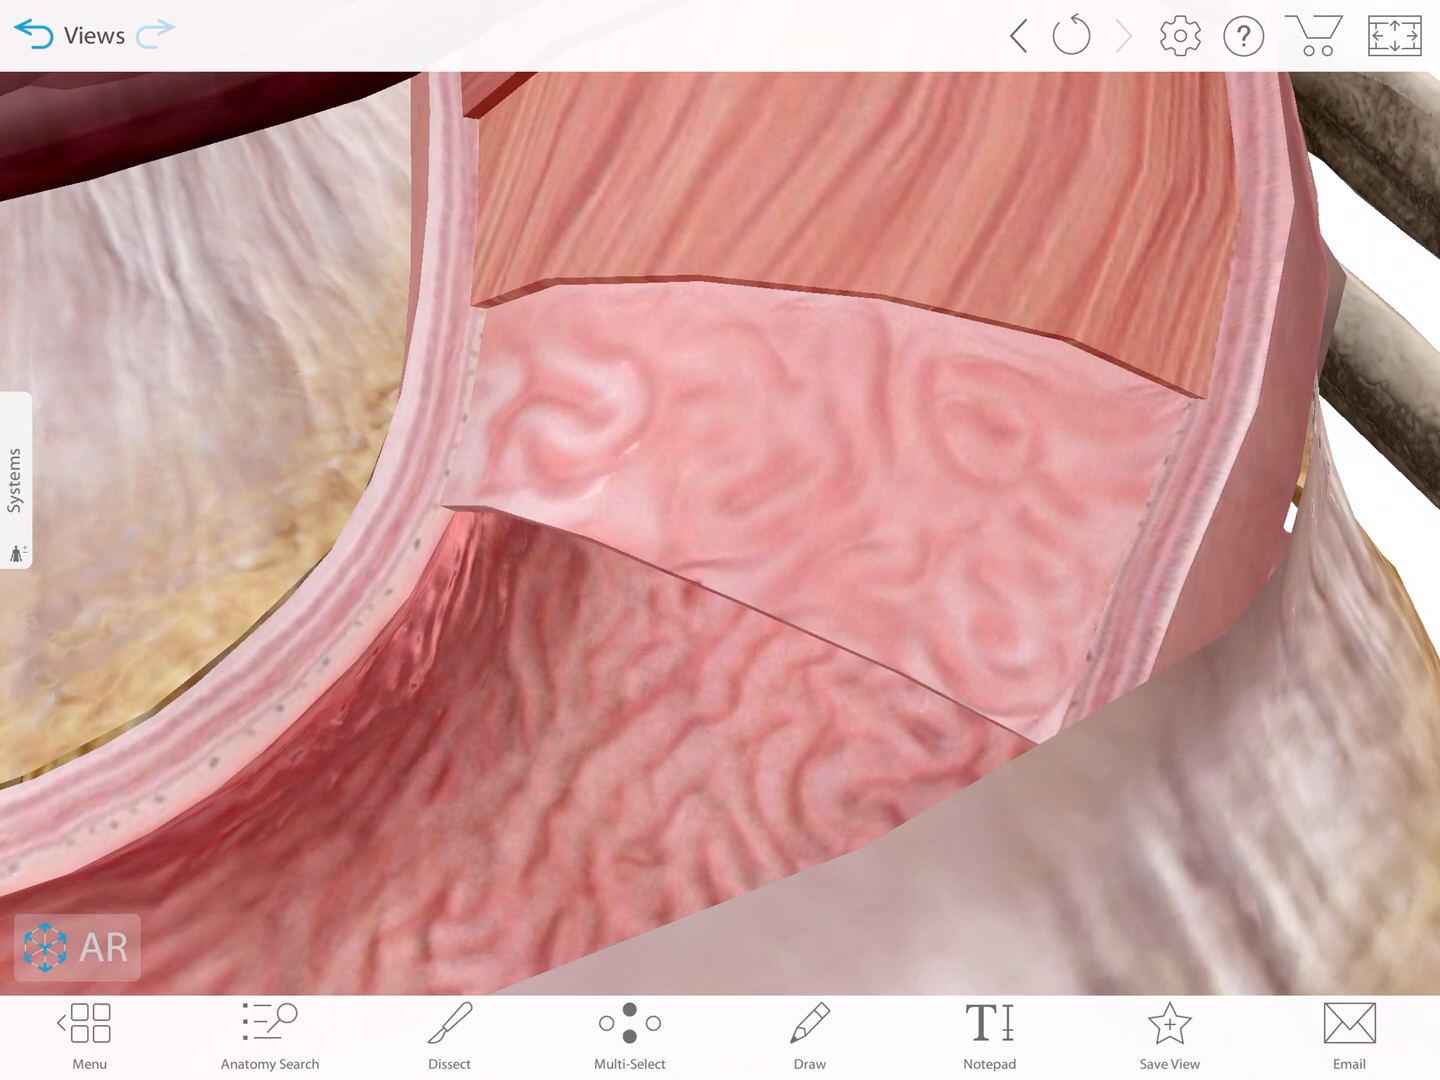 Views
?
Systems
AR
Menu
Anatomy Search
Dissect
Multi-Select
Draw
T
Notepad
Save View
Email